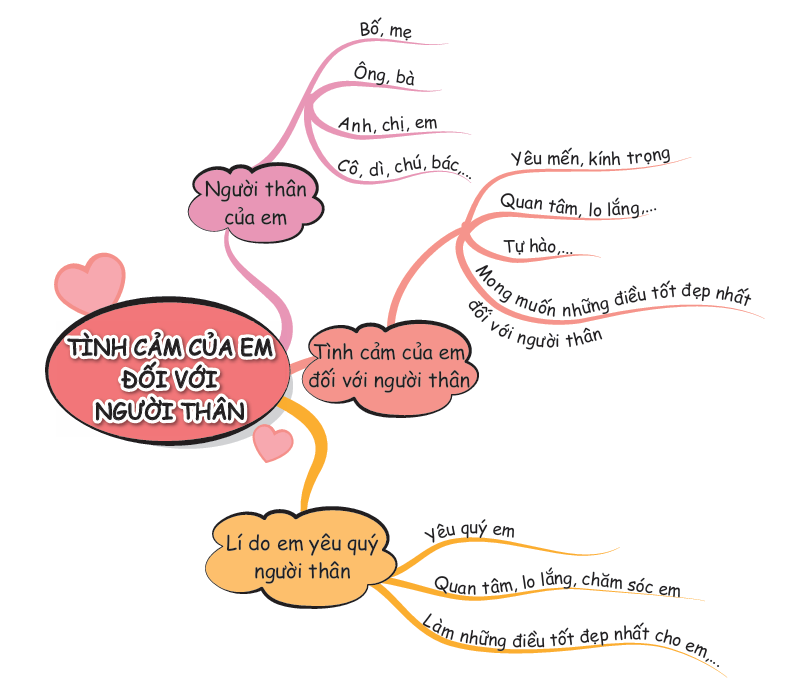 Bố, mẹ
Ông, bà
Anh, chị, em
Cô, dì, chú, bác,...
Người thân
của em
Yêu mến, kính trọng
Quan tâm, lo lắng,...
Tự hào,...
Mong muốn những điều tốt đẹp nhất
đối với người thân
TÌNH CẢM CỦA EM
ĐỐI VỚI
NGƯỜI THÂN
Tình cảm của em
đối với người thân
Lí do em yêu quý
người thân
Yêu quý em
Quan tâm, lo lắng, chăm sóc em
Làm những điều tốt đẹp nhất cho em,...